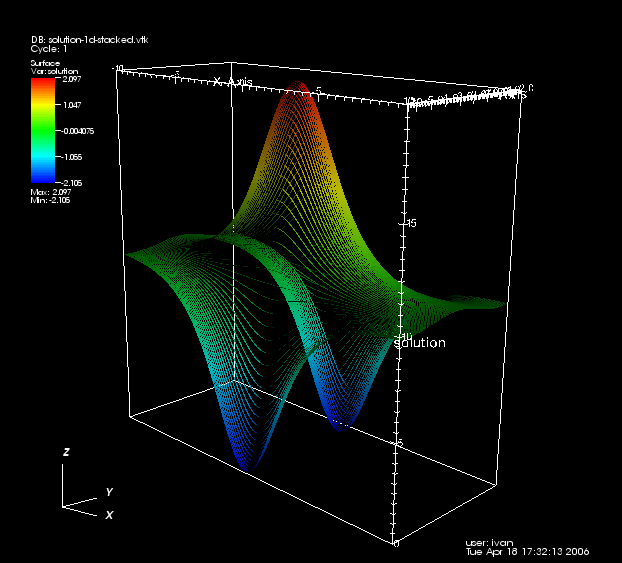 DB: solution-1d-stacked.vtk
Cycle: 1
Surface
Var: solution
2.097
1.047
-0.004075
-1.055
-2.105
Max: 2.097
Min: -2.105
-10
-5
X Axis
5
2.0
15
10
solution
5
0
Z
Y
X
user: ivan
Tue Apr 18 17:32:13 2006